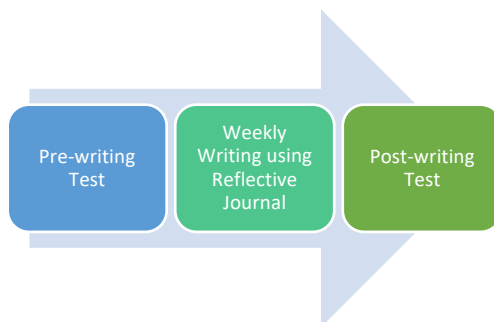 Pre-writing
Test
Weekly
Writing using
Reflective
Journal
Post-writing
Test